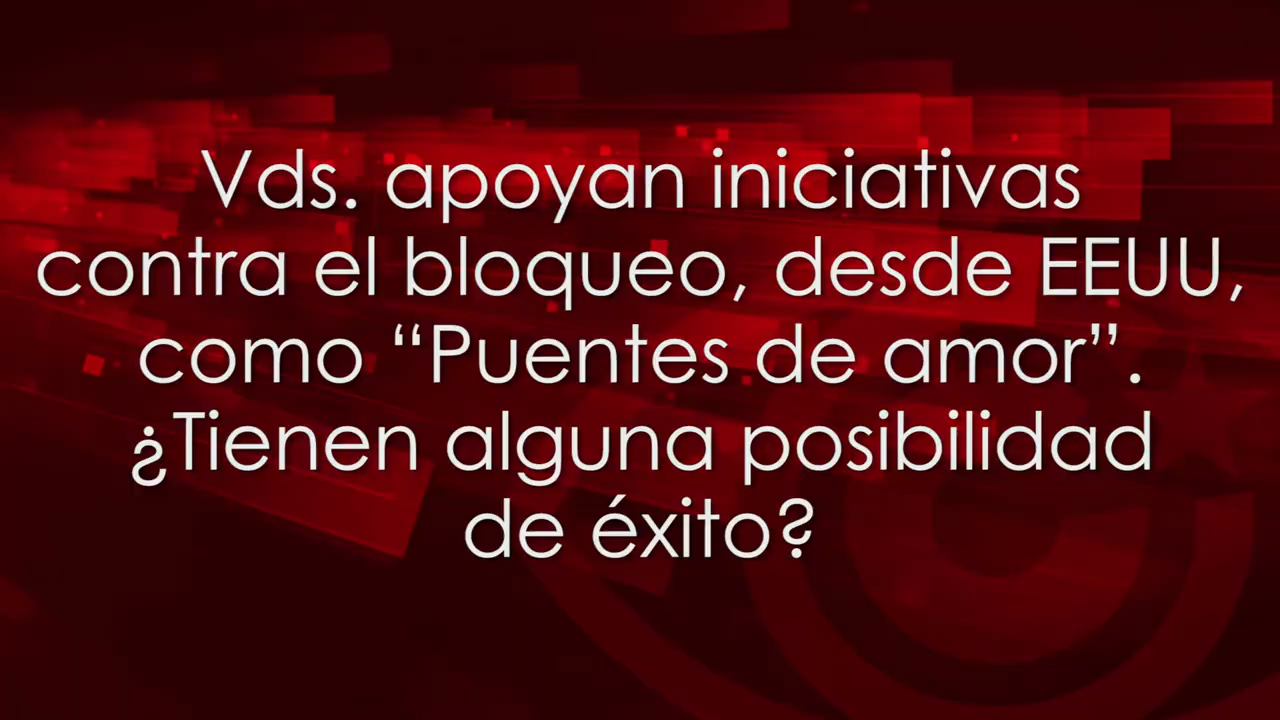 Vds. apoyan iniciativas
contra el bloqueo, desde EEUU,
como “Puentes de amor”.
¿Tienen alguna posibilidad
de éxito?